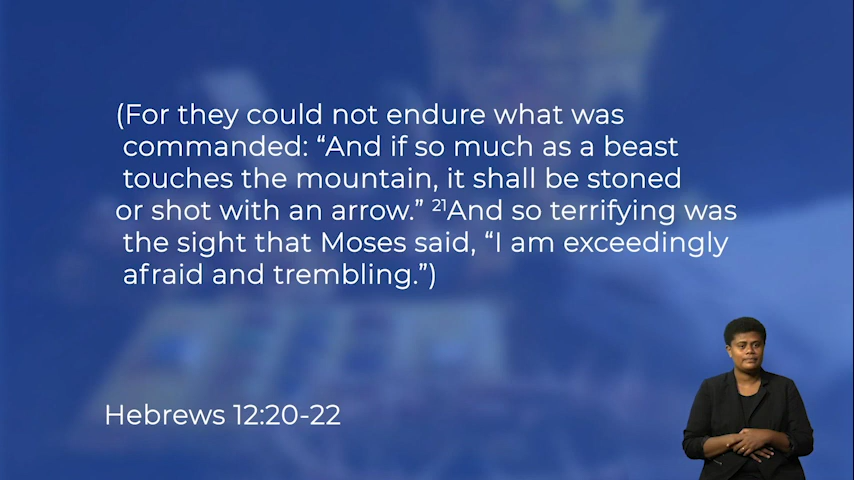 (For they could not endure what was
commanded: “And if so much as a beast
touches the mountain, it shall be stoned
or shot with an arrow.” ²¹And so terrifying was
the sight that Moses said, “I am exceedingly
afraid and trembling.”)
Hebrews 12:20-22